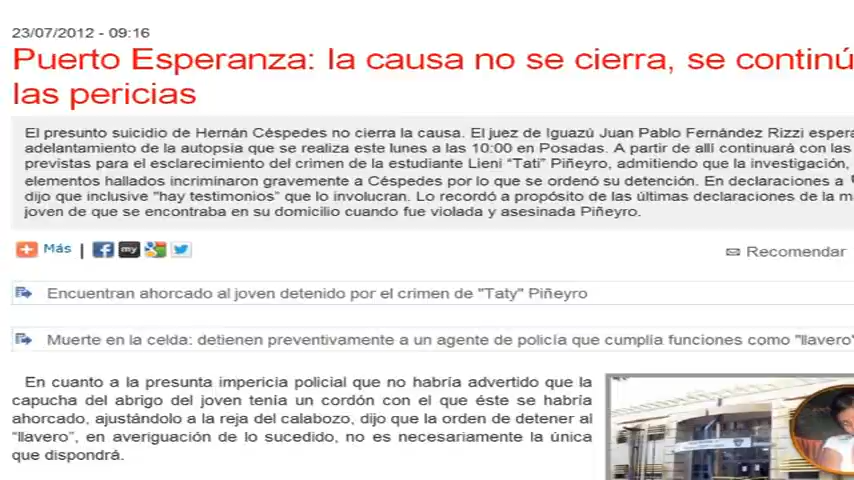 23/07/2012 - 09:16
Puerto Esperanza: la causa no se cierra, se continú
las pericias
El presunto suicidio de Hernán Céspedes no cierra la causa. El juez de Iguazú Juan Pablo Fernández Rizzi espera
adelantamiento de la autopsia que se realiza este lunes a las 10:00 en Posadas. A partir de allí continuará con las
previstas para el esclarecimiento del crimen de la estudiante Lieni “Tati” Piñeyro, admitiendo que la investigación,
elementos hallados incriminaron gravemente a Céspedes por lo que se ordenó su detención. En declaraciones a
dijo que inclusive "hay testimonios" que lo involucran. Lo recordó a propósito de las últimas declaraciones de la m
joven de que se encontraba en su domicilio cuando fue violada y asesinada Piñeyro.
Más | my
Recomendar
Encuentran ahorcado al joven detenido por el crimen de "Taty" Piñeyro
Muerte en la celda: detienen preventivamente a un agente de policía que cumplía funciones como "llavero"
En cuanto a la presunta impericia policial que no habría advertido que la
capucha del abrigo del joven tenía un cordón con el que éste se habría
ahorcado, ajustándolo a la reja del calabozo, dijo que la orden de detener al
“llavero”, en averiguación de lo sucedido, no es necesariamente la única
que dispondrá.